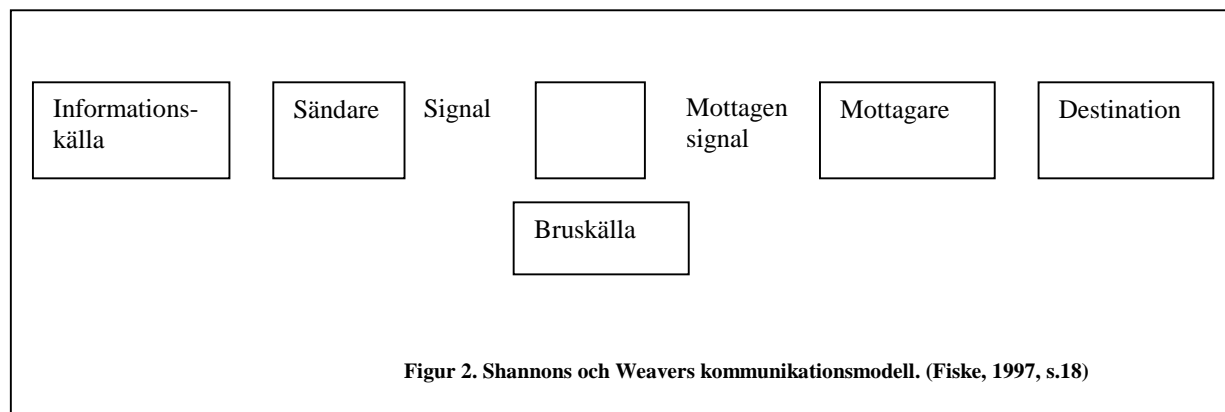 Informations-
källa
Sändare
Signal
Mottagen
signal
Mottagare
Destination
Bruskälla
Figur 2. Shannons och Weavers kommunikationsmodell. (Fiske, 1997, s.18)